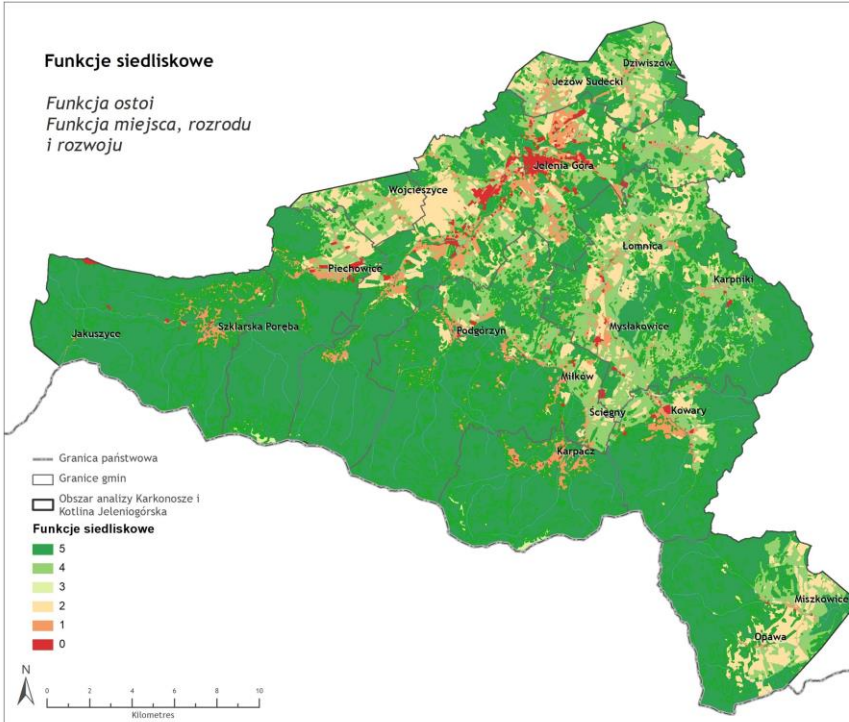 Funkcje siedliskowe
Funkcja ostoi
Funkcja miejsca, rozrodu
i rozwoju
Dziwiszów
Jeżów Sudecki
Jelenia Góra
Wojcieszyce
Łomnica
Piechowice
Karpniki
Jakuszyce
Szklarska Poręba
Podgórzyn
Mysłakowice
Miłków
Ścięgny
Kowary
Karpacz
Miszkowice
Opawa
Granica państwowa
Granice gmin
Obszar analizy Karkonosze i
Kotlina Jeleniogórska
Funkcje siedliskowe
5
4
3
2
1
0
N
0 2 4 6 8 10
Kilometres